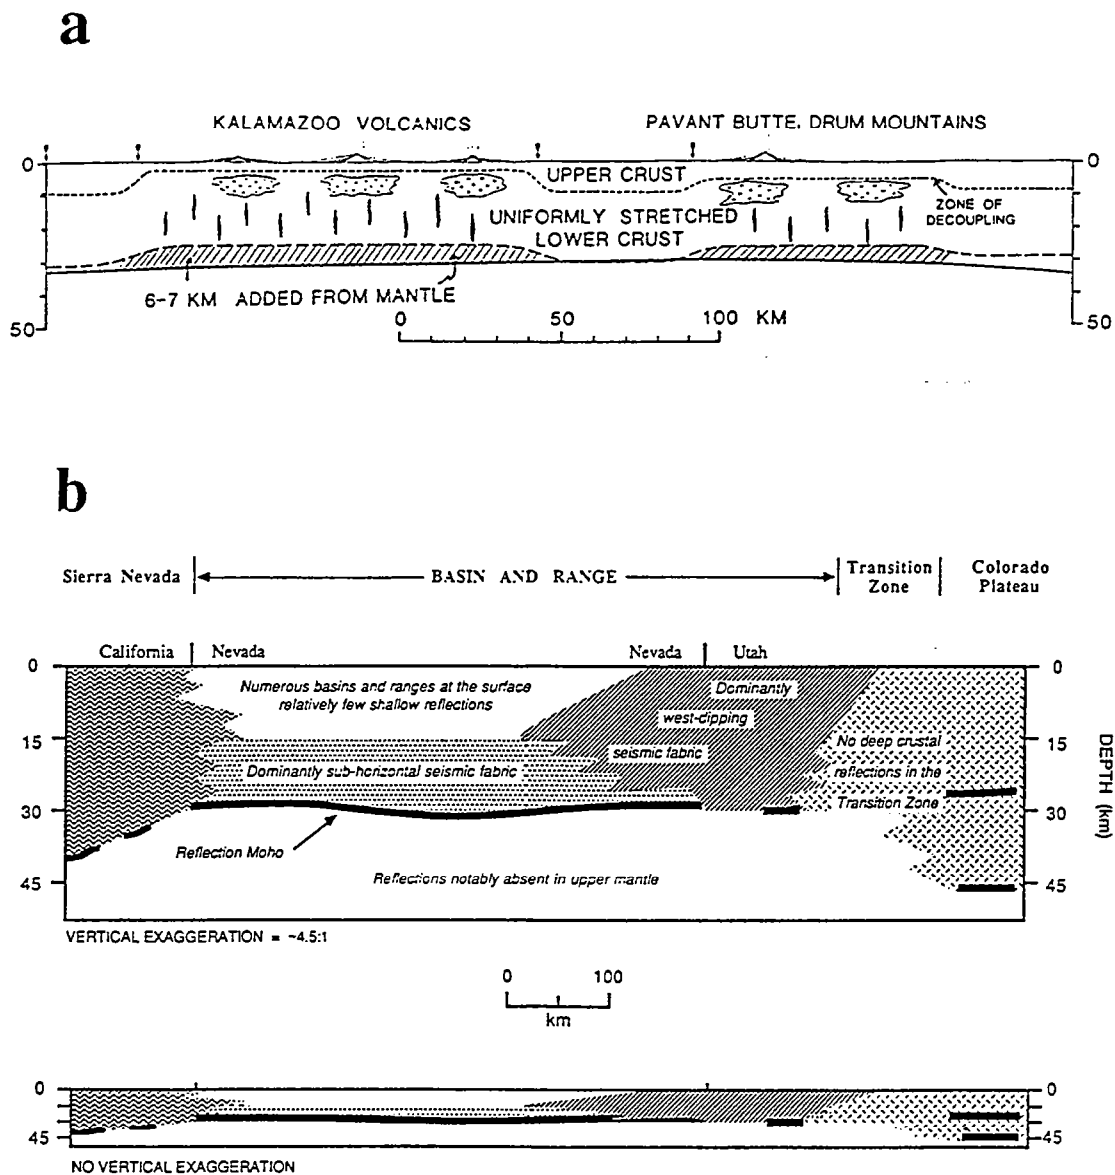 a
KALAMAZOO VOLCANICS
PAVANT BUTTE, DRUM MOUNTAINS
0
0
UPPER CRUST
ZONE OF
DECOUPLING
UNIFORMLY STRETCHED
LOWER CRUST
6-7 KM ADDED FROM MANTLE
50
50
0 50 100 KM
b
Sierra Nevada
BASIN AND RANGE
Transition
Zone
Colorado
Plateau
California
Nevada
Nevada
Utah
0
0
Numerous basins and ranges at the surface
relatively few shallow reflections
Dominantly
west-dipping
seismic fabric
15
15
No deep crustal
reflections in the
Transition Zone
Dominantly sub-horizontal seismic fabric
30
30
DEPTH (km)
Reflection Moho
Reflections notably absent in upper mantle
45
45
VERTICAL EXAGGERATION = ~4.5:1
0 100
km
0
0
45
45
NO VERTICAL EXAGGERATION